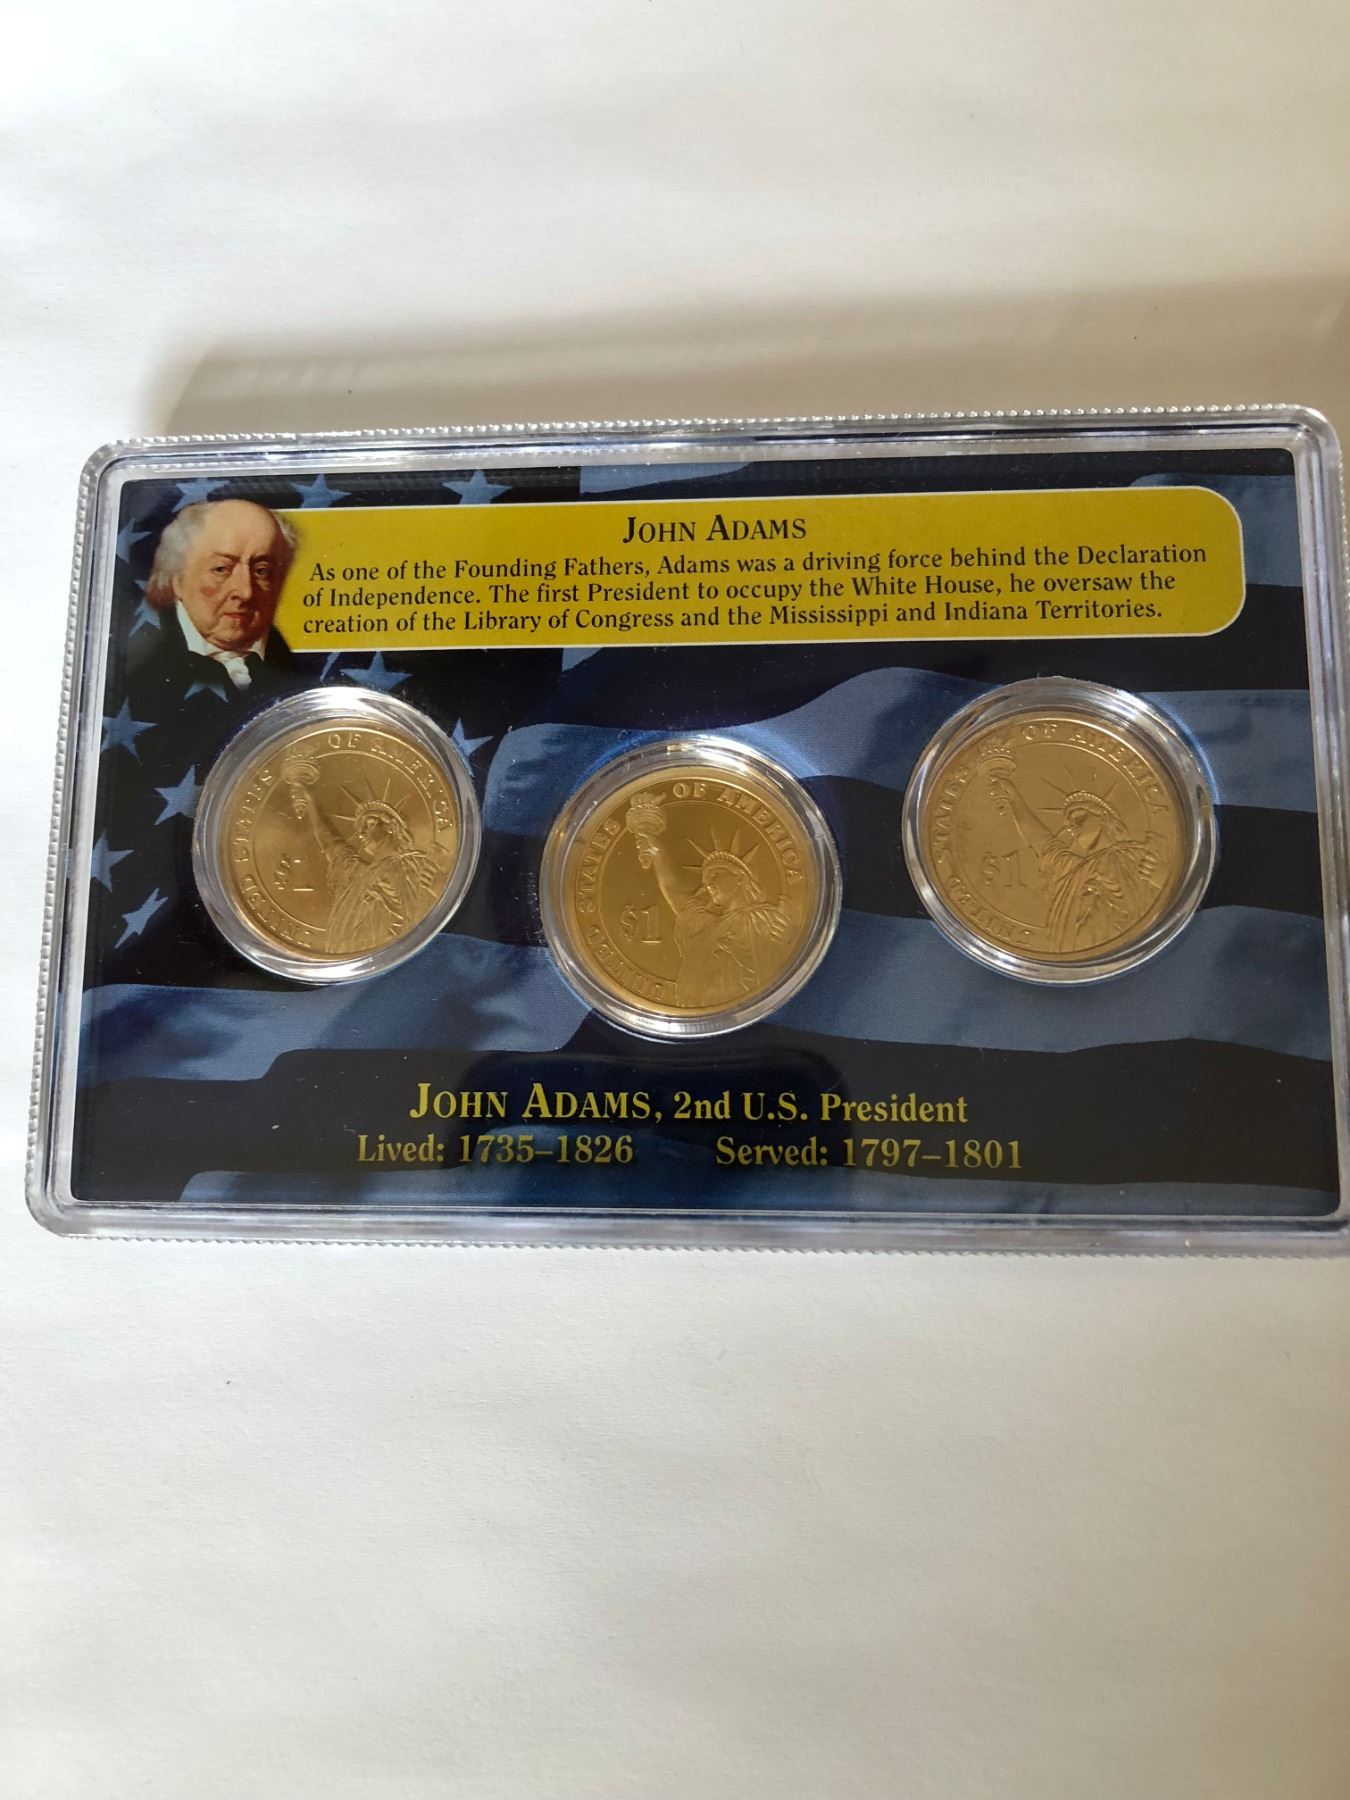 JOHN ADAMS
As one of the Founding Fathers, Adams was a driving force behind the Declaration
of Independence. The first President to occupy the White House, he oversaw the
creation of the Library of Congress and the Mississippi and Indiana Territories.
UNITED STATES OF AMERICA
$1
UNITED STATES OF AMERICA
$1
UNITED STATES OF AMERICA
$1
JOHN ADAMS, 2nd U.S. President
Lived: 1735–1826 Served: 1797–1801